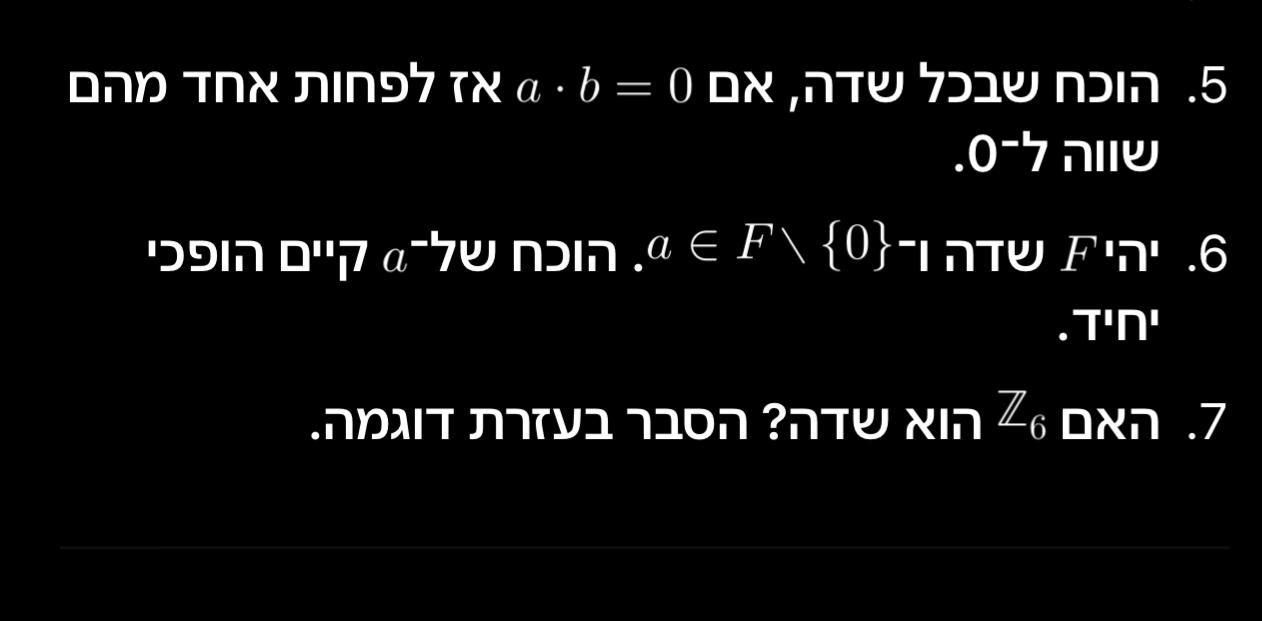 5. הוכח שבכל שדה, אם a · b = 0 אז לפחות אחד מהם
שווה ל־0.
6. יהי F שדה ו־a ∈ F \ {0}. הוכח של־a קיים הופכי
יחיד.
7. האם ℤ₆ הוא שדה? הסבר בעזרת דוגמה.